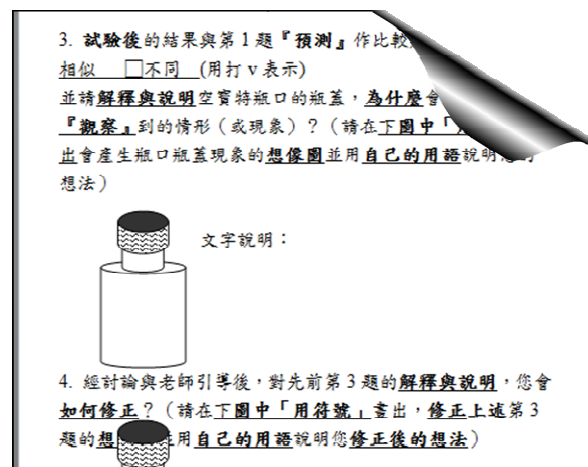 3. 試驗後的結果與第1題『預測』作比較
相似 □不同 (用打v表示)
並請解釋與說明空寶特瓶口的瓶蓋,為什麼會
『觀察』到的情形(或現象)?(請在下圖中「
出會產生瓶口瓶蓋現象的想像圖並用自己的用語說明您的
想法)
文字說明:
4. 經討論與老師引導後,對先前第3題的解釋與說明,您會
如何修正?(請在下圖中「用符號」畫出,修正上述第3
題的想 用自己的用語說明您修正後的想法)